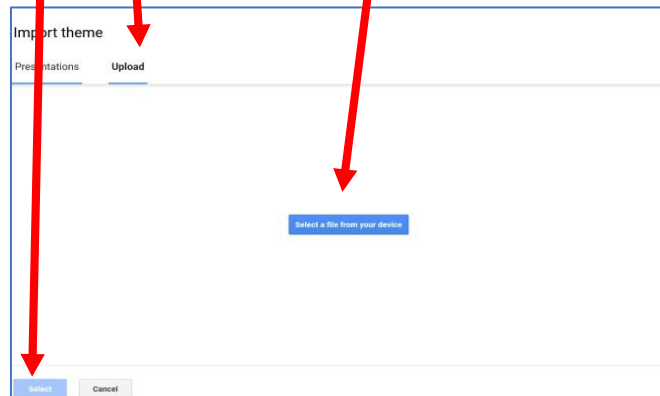 Import theme
Presentations Upload
Select a file from your device
Select Cancel